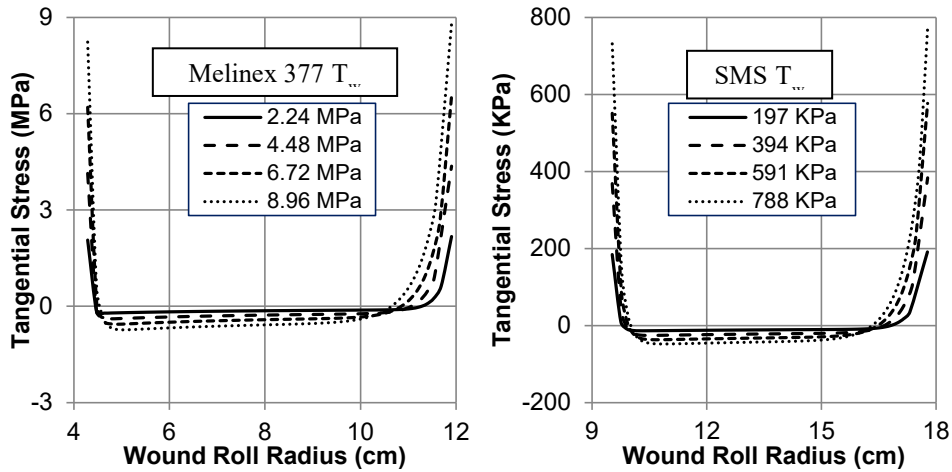 Tangential Stress (MPa)
9
6
3
0
-3
Melinex 377 T_w
2.24 MPa
4.48 MPa
6.72 MPa
8.96 MPa
4 6 8 10 12
Wound Roll Radius (cm)
Tangential Stress (KPa)
800
600
400
200
0
-200
SMS T_w
197 KPa
394 KPa
591 KPa
788 KPa
9 12 15 18
Wound Roll Radius (cm)